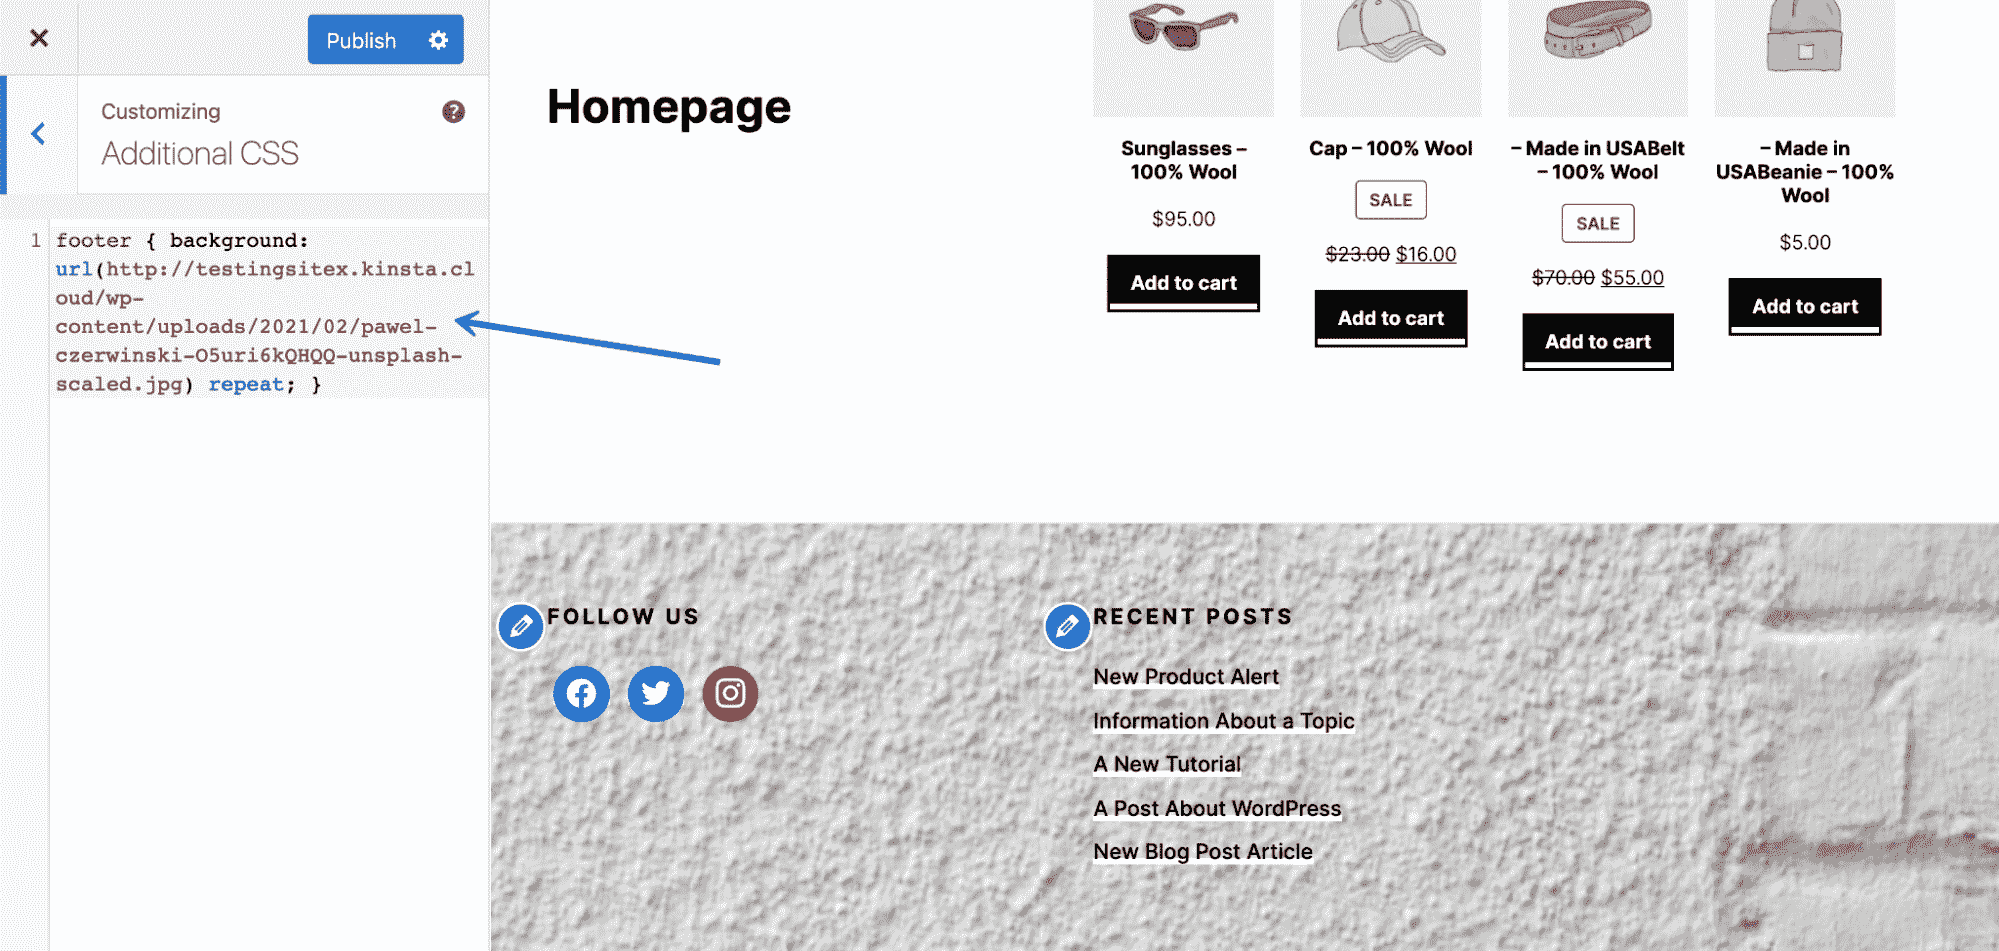 Publish
Customizing
Additional CSS
1
footer { background:
url(http://testingsitex.kinsta.cl
oud/wp-
content/uploads/2021/02/pawel-
czerwinski-O5uri6kQHQQ-unsplash-
scaled.jpg) repeat; }
Homepage
Sunglasses –
100% Wool
$95.00
Add to cart
Cap – 100% Wool
SALE
$23.00 $16.00
Add to cart
– Made in USABelt
– 100% Wool
SALE
$70.00 $55.00
Add to cart
– Made in
USABeanie – 100%
Wool
$5.00
Add to cart
FOLLOW US
RECENT POSTS
New Product Alert
Information About a Topic
A New Tutorial
A Post About WordPress
New Blog Post Article